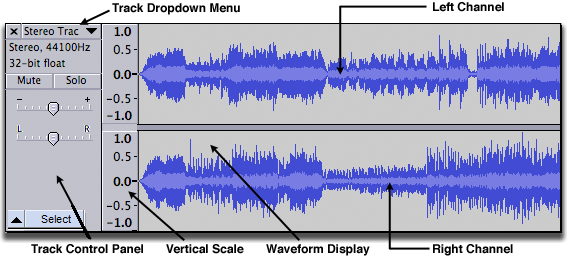 Track Dropdown Menu
Left Channel
× Stereo Trac
Stereo, 44100Hz
32-bit float
Mute Solo
- +
L R
Select
1.0
0.5
0.0
-0.5
-1.0
1.0
0.5
0.0
-0.5
-1.0
Track Control Panel
Vertical Scale
Waveform Display
Right Channel